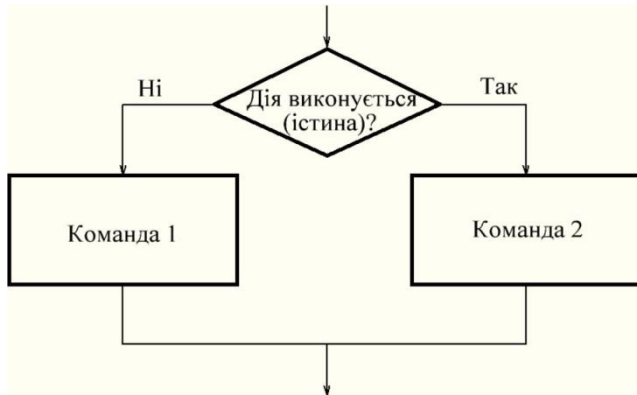 Ні
Дія виконується
(істина)?
Так
Команда 1
Команда 2